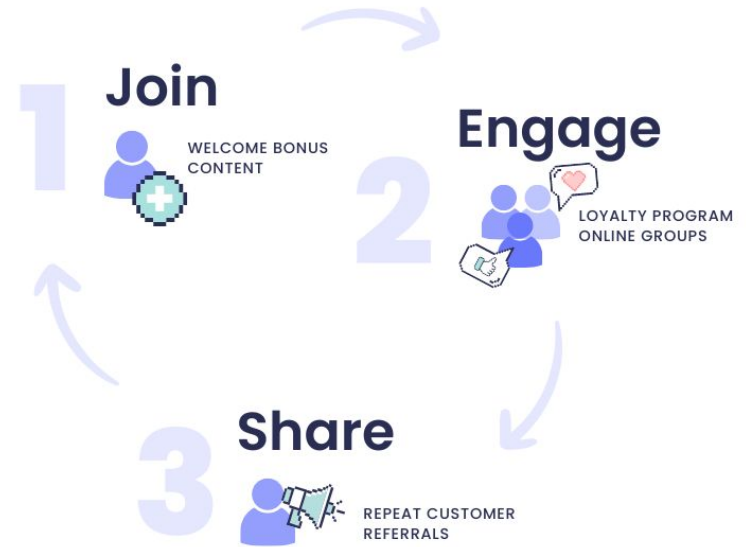 1
Join
WELCOME BONUS
CONTENT
2
Engage
LOYALTY PROGRAM
ONLINE GROUPS
3
Share
REPEAT CUSTOMER
REFERRALS